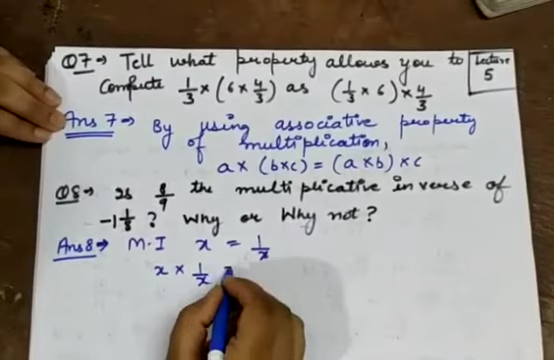 Q7→ Tell what property allows you to
Compute 1/3 × (6 × 4/3) as (1/3 × 6) × 4/3
Lecture
5
Ans 7→ By using associative property
of multiplication,
a × (b×c) = (a×b) × c
Q8→ Is 8/9 the multiplicative inverse of
-1 1/8 ? Why or Why not?
Ans 8→ M.I x = 1/x
x × 1/x =